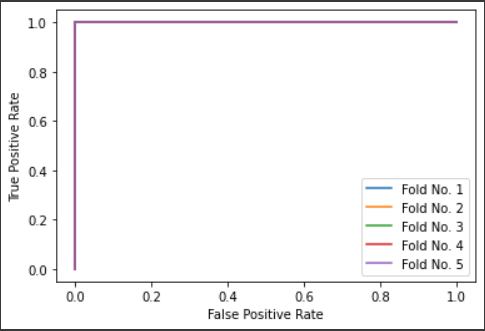 1.0
0.8
0.6
0.4
0.2
0.0
True Positive Rate
Fold No. 1
Fold No. 2
Fold No. 3
Fold No. 4
Fold No. 5
0.0 0.2 0.4 0.6 0.8 1.0
False Positive Rate